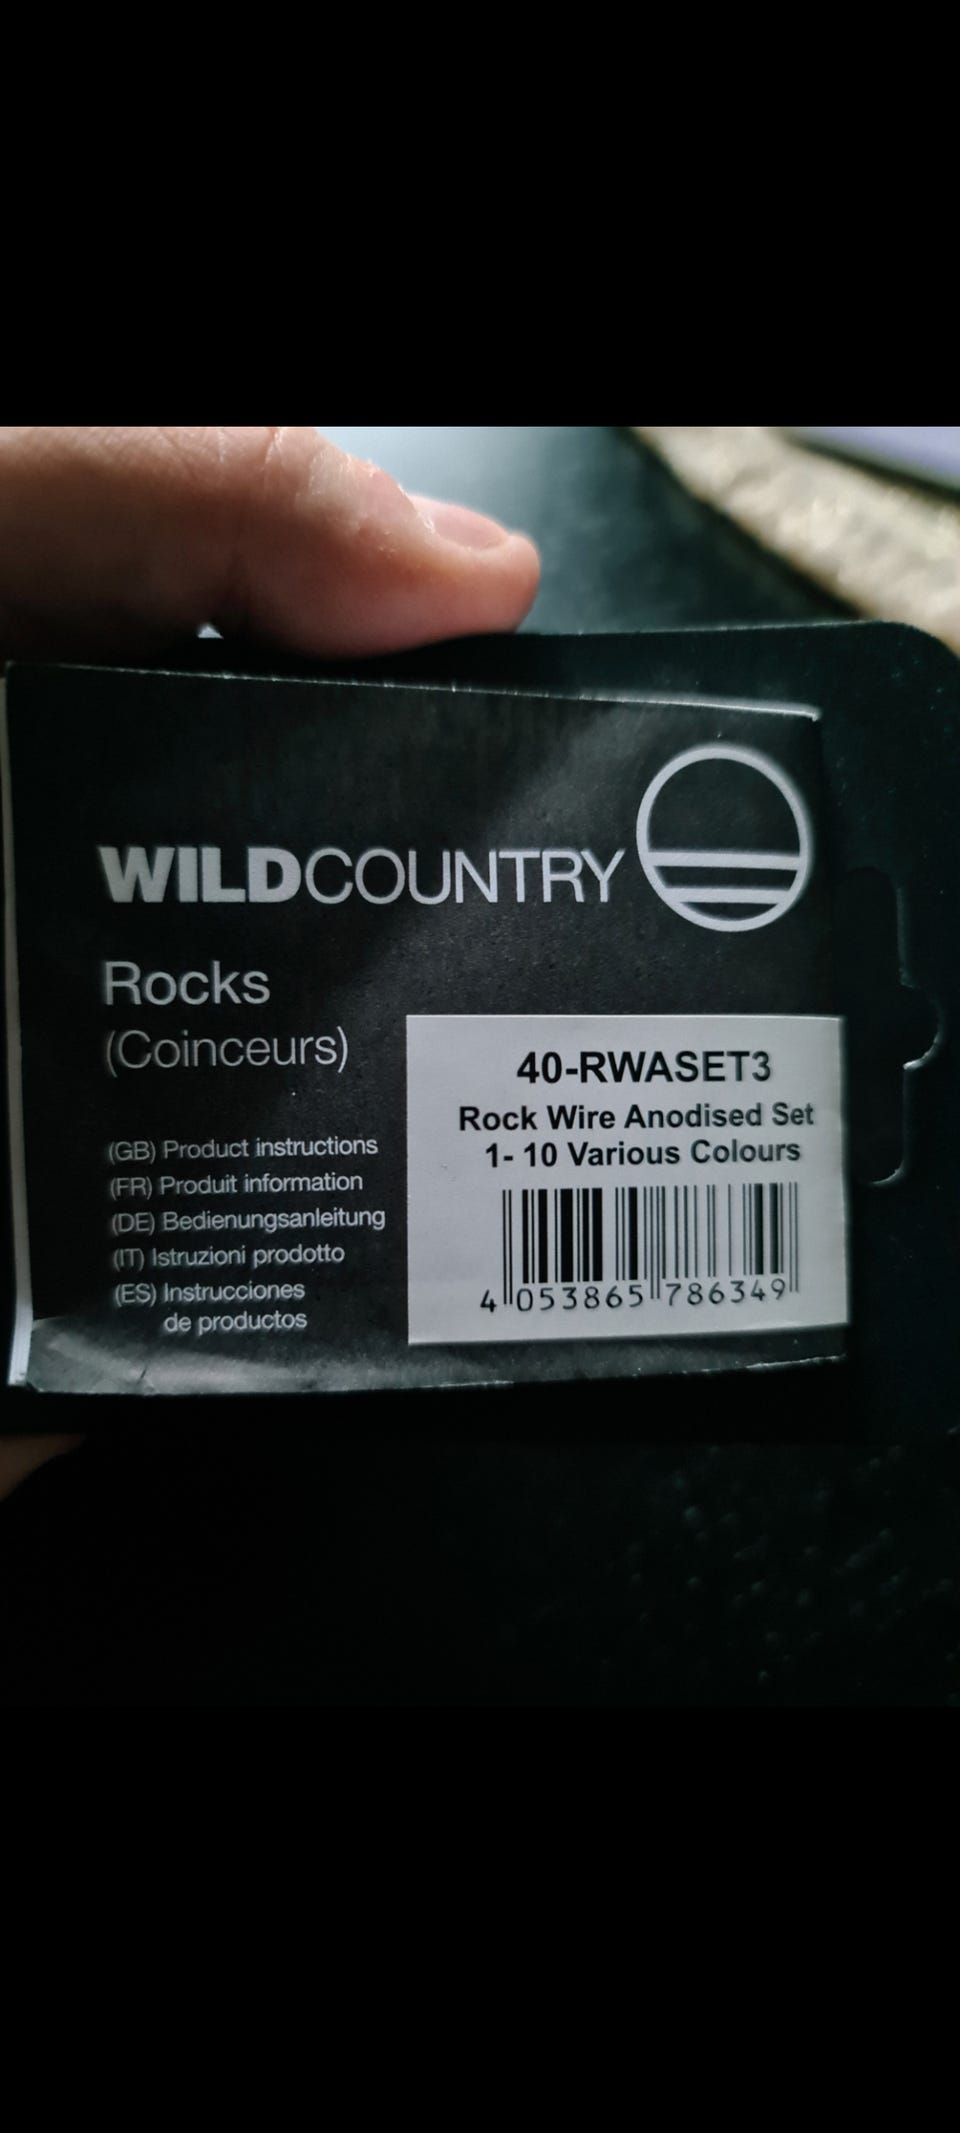 WILDCOUNTRY
Rocks
(Coinceurs)
(GB) Product instructions
(FR) Produit information
(DE) Bedienungsanleitung
(IT) Istruzioni prodotto
(ES) Instrucciones
de productos
40-RWASET3
Rock Wire Anodised Set
1- 10 Various Colours
4 053865 786349